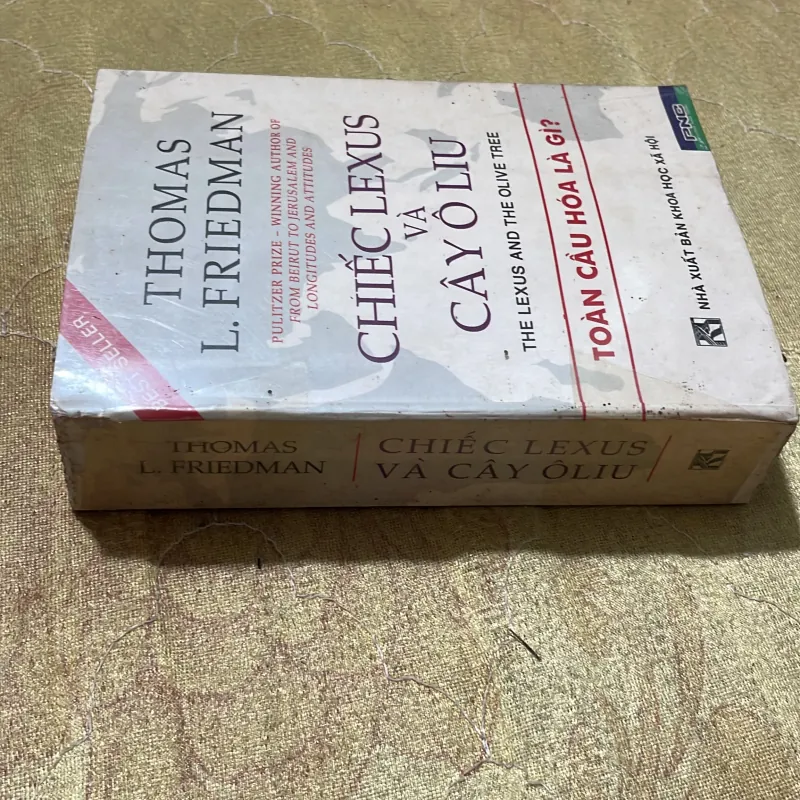 BEST SELLER
THOMAS
L. FRIEDMAN
PULITZER PRIZE – WINNING AUTHOR OF
FROM BEIRUT TO JERUSALEM AND
LONGITUDES AND ATTITUDES
CHIẾC LEXUS
VÀ
CÂY Ô LIU
THE LEXUS AND THE OLIVE TREE
TOÀN CẦU HÓA LÀ GÌ?
NHÀ XUẤT BẢN KHOA HỌC XÃ HỘI
PNC
THOMAS
L. FRIEDMAN
CHIẾC LEXUS
VÀ CÂY ÔLIU